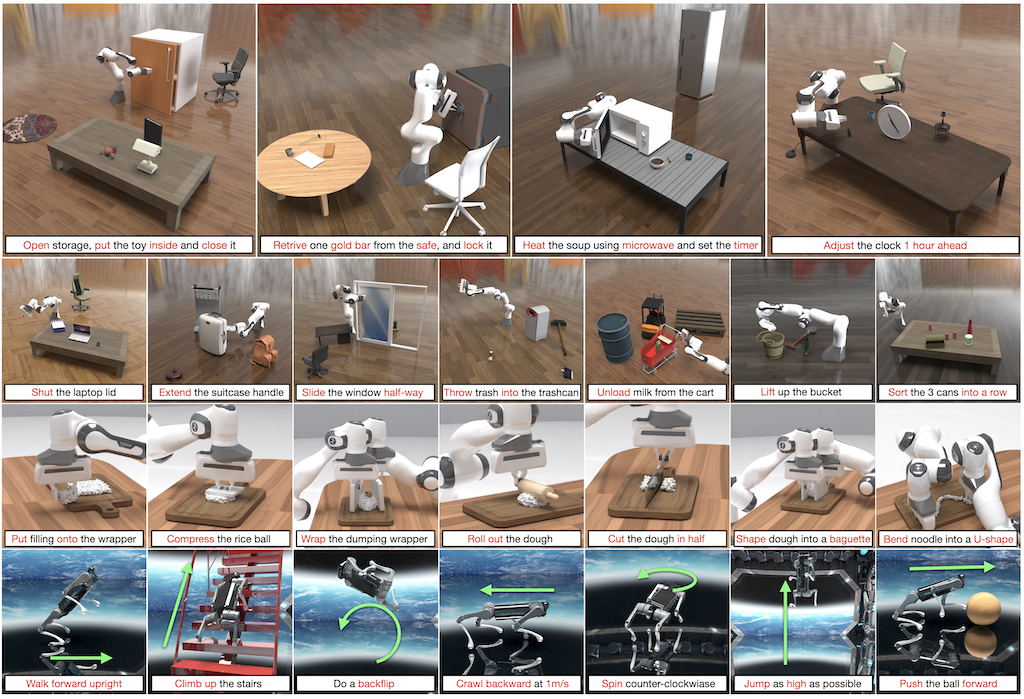 Open storage, put the toy inside and close it
Retrive one gold bar from the safe, and lock it
Heat the soup using microwave and set the timer
Adjust the clock 1 hour ahead
Shut the laptop lid
Extend the suitcase handle
Slide the window half-way
Throw trash into the trashcan
Unload milk from the cart
Lift up the bucket
Sort the 3 cans into a row
Put filling onto the wrapper
Compress the rice ball
Wrap the dumping wrapper
Roll out the dough
Cut the dough in half
Shape dough into a baguette
Bend noodle into a U-shape
Walk forward upright
Climb up the stairs
Do a backflip
Crawl backward at 1m/s
Spin counter-clockwiase
Jump as high as possible
Push the ball forward